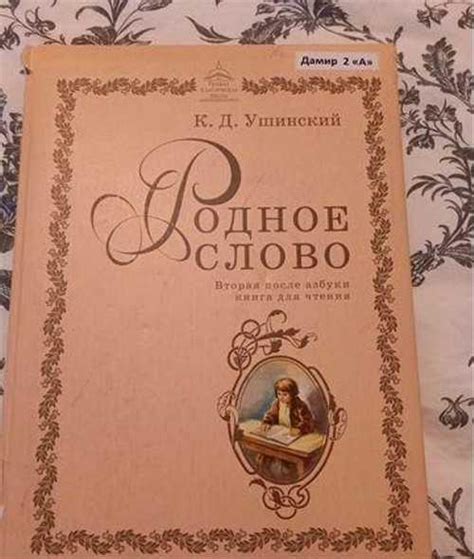 Дамир 2 «А»
К. Д. Ушинский
Родное
слово
Вторая после азбуки
книга для чтения